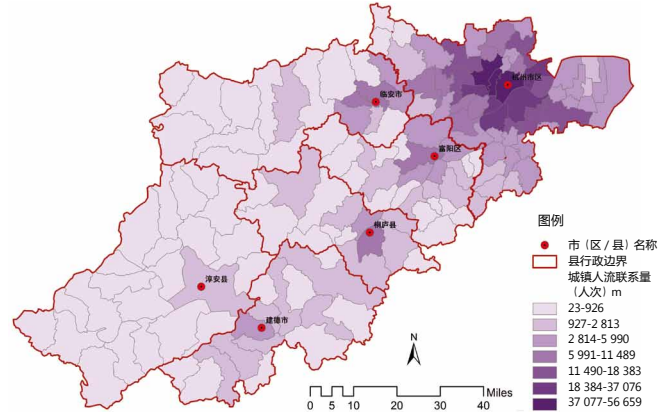 杭州市区
临安市
富阳区
桐庐县
淳安县
建德市
图例
市（区/县）名称
县行政边界
城镇人流联系量
（人次）m
23-926
927-2 813
2 814-5 990
5 991-11 489
11 490-18 383
18 384-37 076
37 077-56 659
N
Miles
0 5 10 20 30 40